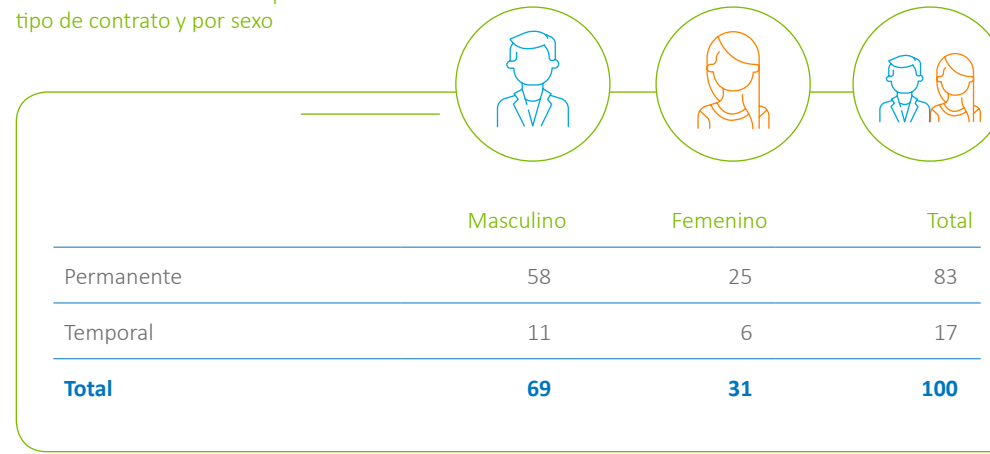 tipo de contrato y por sexo
Masculino Femenino Total
Permanente 58 25 83
Temporal 11 6 17
Total 69 31 100